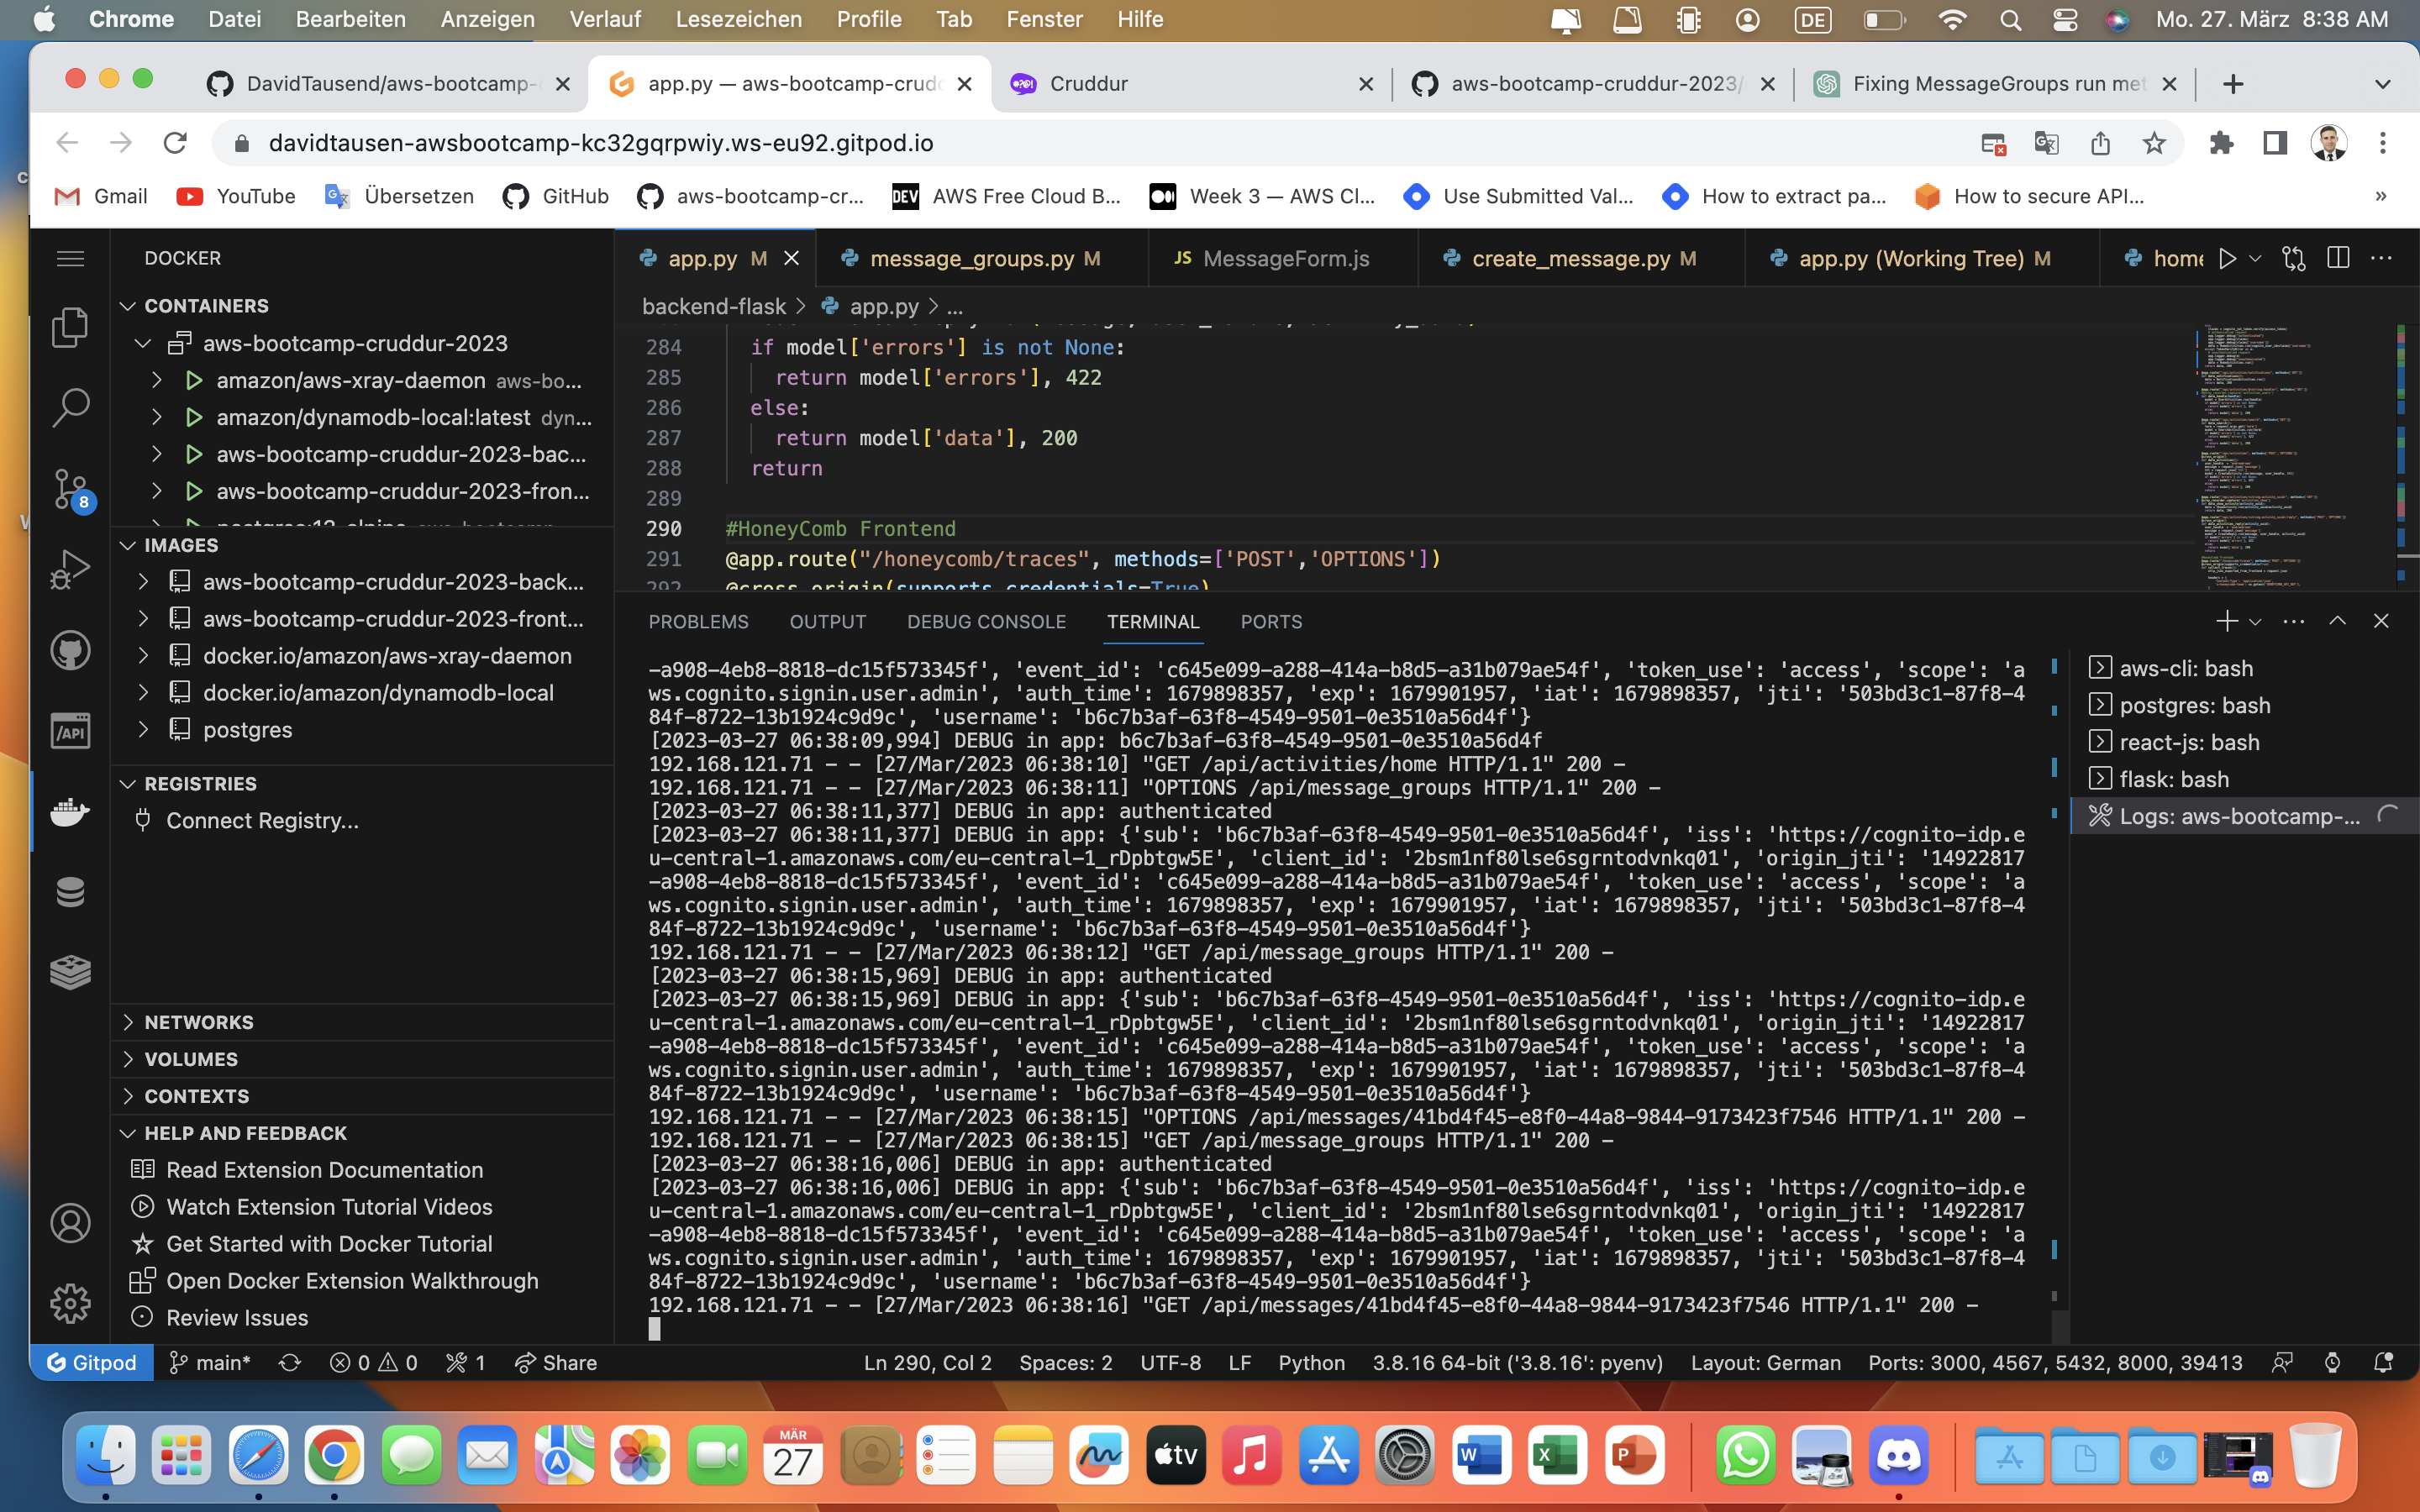 Chrome Datei Bearbeiten Anzeigen Verlauf Lesezeichen Profile Tab Fenster Hilfe DE Mo. 27. März 8:38 AM
DavidTausend/aws-bootcamp- app.py — aws-bootcamp-crudd Cruddur aws-bootcamp-cruddur-2023/ Fixing MessageGroups run met
davidtausen-awsbootcamp-kc32gqrpwiy.ws-eu92.gitpod.io
Gmail YouTube Übersetzen GitHub aws-bootcamp-cr... DEV AWS Free Cloud B... Week 3 — AWS Cl... Use Submitted Val... How to extract pa... How to secure API... »
DOCKER
CONTAINERS
aws-bootcamp-cruddur-2023
amazon/aws-xray-daemon aws-bo...
amazon/dynamodb-local:latest dyn...
aws-bootcamp-cruddur-2023-bac...
aws-bootcamp-cruddur-2023-fron...
8
IMAGES
aws-bootcamp-cruddur-2023-back...
aws-bootcamp-cruddur-2023-front...
docker.io/amazon/aws-xray-daemon
docker.io/amazon/dynamodb-local
postgres
/API
REGISTRIES
Connect Registry...
NETWORKS
VOLUMES
CONTEXTS
HELP AND FEEDBACK
Read Extension Documentation
Watch Extension Tutorial Videos
Get Started with Docker Tutorial
Open Docker Extension Walkthrough
Review Issues
app.py M message_groups.py M JS MessageForm.js create_message.py M app.py (Working Tree) M home
backend-flask > app.py > ...
284 if model['errors'] is not None:
285 return model['errors'], 422
286 else:
287 return model['data'], 200
288 return
289
290 #HoneyComb Frontend
291 @app.route("/honeycomb/traces", methods=['POST','OPTIONS'])
292 @cross_origin(supports_credentials=True)
PROBLEMS OUTPUT DEBUG CONSOLE TERMINAL PORTS
-a908-4eb8-8818-dc15f573345f', 'event_id': 'c645e099-a288-414a-b8d5-a31b079ae54f', 'token_use': 'access', 'scope': 'a
ws.cognito.signin.user.admin', 'auth_time': 1679898357, 'exp': 1679901957, 'iat': 1679898357, 'jti': '503bd3c1-87f8-4
84f-8722-13b1924c9d9c', 'username': 'b6c7b3af-63f8-4549-9501-0e3510a56d4f'}
[2023-03-27 06:38:09,994] DEBUG in app: b6c7b3af-63f8-4549-9501-0e3510a56d4f
192.168.121.71 - - [27/Mar/2023 06:38:10] "GET /api/activities/home HTTP/1.1" 200 -
192.168.121.71 - - [27/Mar/2023 06:38:11] "OPTIONS /api/message_groups HTTP/1.1" 200 -
[2023-03-27 06:38:11,377] DEBUG in app: authenticated
[2023-03-27 06:38:11,377] DEBUG in app: {'sub': 'b6c7b3af-63f8-4549-9501-0e3510a56d4f', 'iss': 'https://cognito-idp.e
u-central-1.amazonaws.com/eu-central-1_rDpbtgw5E', 'client_id': '2bsm1nf80lse6sgrntodvnkq01', 'origin_jti': '14922817
-a908-4eb8-8818-dc15f573345f', 'event_id': 'c645e099-a288-414a-b8d5-a31b079ae54f', 'token_use': 'access', 'scope': 'a
ws.cognito.signin.user.admin', 'auth_time': 1679898357, 'exp': 1679901957, 'iat': 1679898357, 'jti': '503bd3c1-87f8-4
84f-8722-13b1924c9d9c', 'username': 'b6c7b3af-63f8-4549-9501-0e3510a56d4f'}
192.168.121.71 - - [27/Mar/2023 06:38:12] "GET /api/message_groups HTTP/1.1" 200 -
[2023-03-27 06:38:15,969] DEBUG in app: authenticated
[2023-03-27 06:38:15,969] DEBUG in app: {'sub': 'b6c7b3af-63f8-4549-9501-0e3510a56d4f', 'iss': 'https://cognito-idp.e
u-central-1.amazonaws.com/eu-central-1_rDpbtgw5E', 'client_id': '2bsm1nf80lse6sgrntodvnkq01', 'origin_jti': '14922817
-a908-4eb8-8818-dc15f573345f', 'event_id': 'c645e099-a288-414a-b8d5-a31b079ae54f', 'token_use': 'access', 'scope': 'a
ws.cognito.signin.user.admin', 'auth_time': 1679898357, 'exp': 1679901957, 'iat': 1679898357, 'jti': '503bd3c1-87f8-4
84f-8722-13b1924c9d9c', 'username': 'b6c7b3af-63f8-4549-9501-0e3510a56d4f'}
192.168.121.71 - - [27/Mar/2023 06:38:15] "OPTIONS /api/messages/41bd4f45-e8f0-44a8-9844-9173423f7546 HTTP/1.1" 200 -
192.168.121.71 - - [27/Mar/2023 06:38:15] "GET /api/message_groups HTTP/1.1" 200 -
[2023-03-27 06:38:16,006] DEBUG in app: authenticated
[2023-03-27 06:38:16,006] DEBUG in app: {'sub': 'b6c7b3af-63f8-4549-9501-0e3510a56d4f', 'iss': 'https://cognito-idp.e
u-central-1.amazonaws.com/eu-central-1_rDpbtgw5E', 'client_id': '2bsm1nf80lse6sgrntodvnkq01', 'origin_jti': '14922817
-a908-4eb8-8818-dc15f573345f', 'event_id': 'c645e099-a288-414a-b8d5-a31b079ae54f', 'token_use': 'access', 'scope': 'a
ws.cognito.signin.user.admin', 'auth_time': 1679898357, 'exp': 1679901957, 'iat': 1679898357, 'jti': '503bd3c1-87f8-4
84f-8722-13b1924c9d9c', 'username': 'b6c7b3af-63f8-4549-9501-0e3510a56d4f'}
192.168.121.71 - - [27/Mar/2023 06:38:16] "GET /api/messages/41bd4f45-e8f0-44a8-9844-9173423f7546 HTTP/1.1" 200 -
aws-cli: bash
postgres: bash
react-js: bash
flask: bash
Logs: aws-bootcamp-...
Gitpod main* 0 0 1 Share Ln 290, Col 2 Spaces: 2 UTF-8 LF Python 3.8.16 64-bit ('3.8.16': pyenv) Layout: German Ports: 3000, 4567, 5432, 8000, 39413
MÄR
27
tv
W
X
P